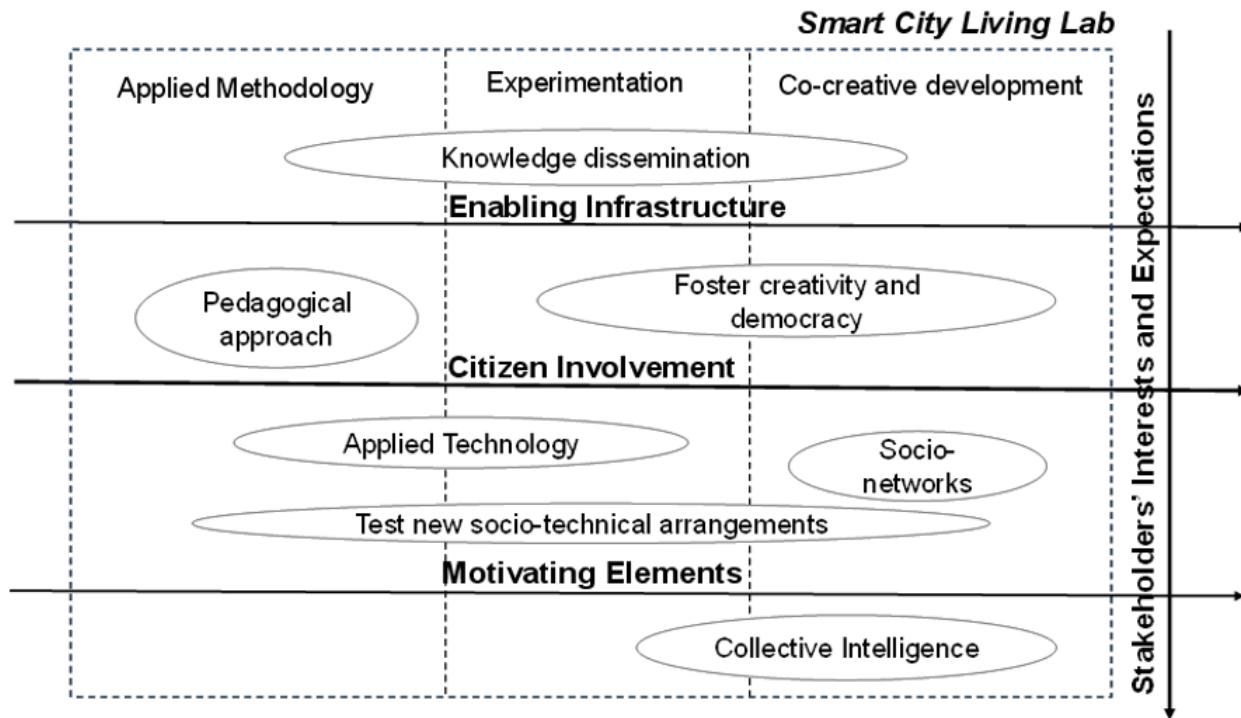 Smart City Living Lab
Applied Methodology
Experimentation
Co-creative development
Knowledge dissemination
Enabling Infrastructure
Pedagogical
approach
Foster creativity and
democracy
Citizen Involvement
Applied Technology
Socio-
networks
Test new socio-technical arrangements
Motivating Elements
Collective Intelligence
Stakeholders' Interests and Expectations